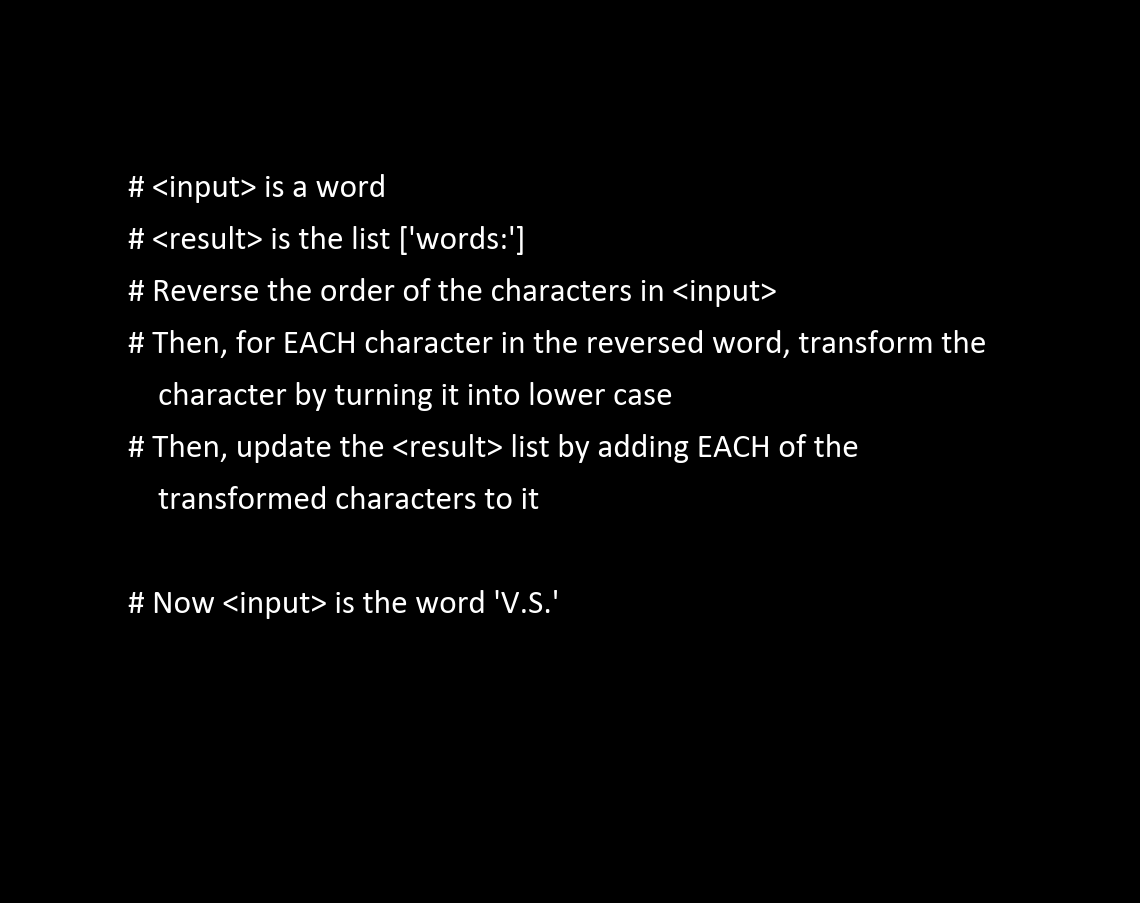 # <input> is a word
# <result> is the list ['words:']
# Reverse the order of the characters in <input>
# Then, for EACH character in the reversed word, transform the
character by turning it into lower case
# Then, update the <result> list by adding EACH of the
transformed characters to it
# Now <input> is the word 'V.S.'